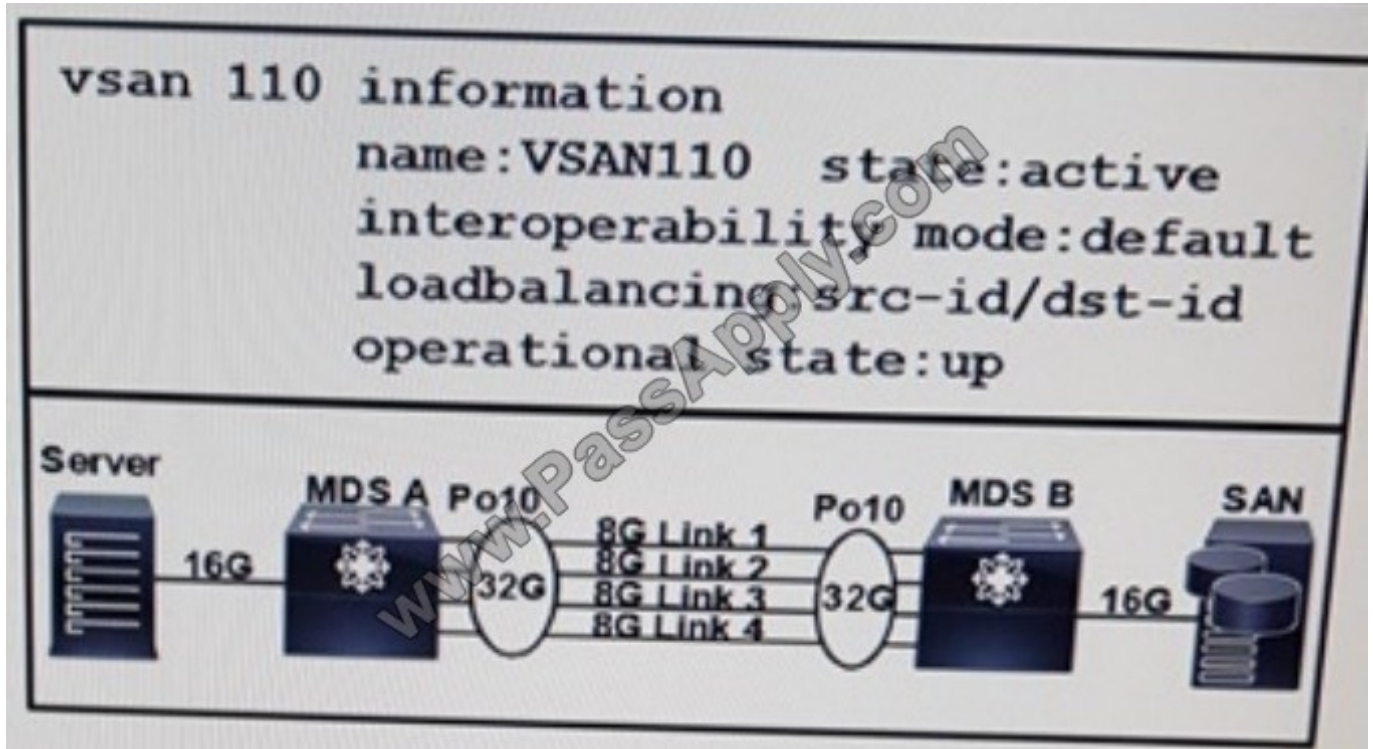 vsan 110 information
name:VSAN110 state:active
interoperability mode:default
loadbalancing:src-id/dst-id
operational state:up
Server
MDS A
Po10
Po10
MDS B
SAN
16G
32G
8G Link 1
8G Link 2
8G Link 3
8G Link 4
32G
16G
www.PassApply.com